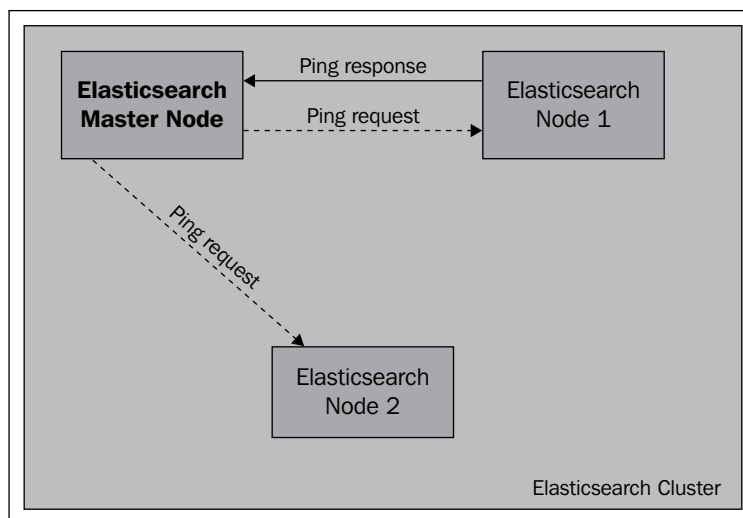 Elasticsearch
Master Node
Ping response
Ping request
Elasticsearch
Node 1
Ping request
Elasticsearch
Node 2
Elasticsearch Cluster